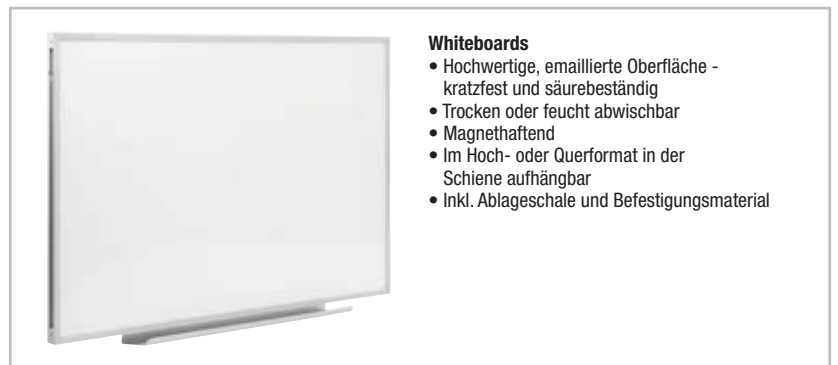 Whiteboards
• Hochwertige, emaillierte Oberfläche -
kratzfest und säurebeständig
• Trocken oder feucht abwischbar
• Magnethaftend
• Im Hoch- oder Querformat in der
Schiene aufhängbar
• Inkl. Ablageschale und Befestigungsmaterial